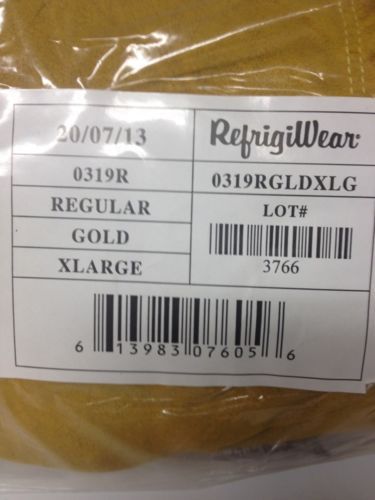 20/07/13
RefrigiWear®
0319R
0319RGLDXLG
REGULAR
LOT#
GOLD
XLARGE
3766
6 13983 07605 6